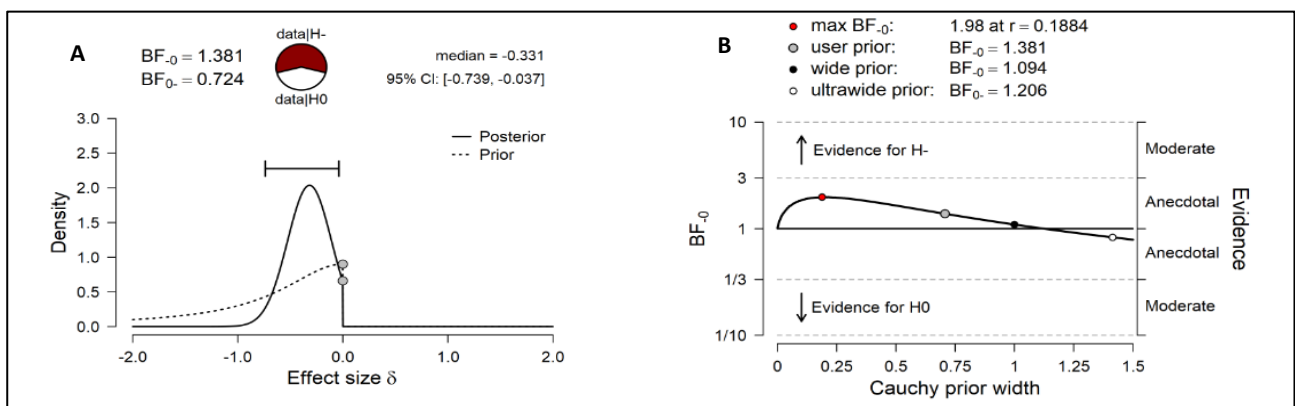 A
data|H-
BF-0 = 1.381
BF0- = 0.724
data|H0
median = -0.331
95% CI: [-0.739, -0.037]
Posterior
Prior
3.0
2.5
2.0
1.5
1.0
0.5
0.0
Density
-2.0 -1.0 0.0 1.0 2.0
Effect size δ
B
max BF-0: 1.98 at r = 0.1884
user prior: BF-0 = 1.381
wide prior: BF-0 = 1.094
ultrawide prior: BF0- = 1.206
10
3
1
1/3
1/10
BF-0
Evidence for H-
Evidence for H0
Moderate
Anecdotal
Anecdotal
Moderate
Evidence
0 0.25 0.5 0.75 1 1.25 1.5
Cauchy prior width